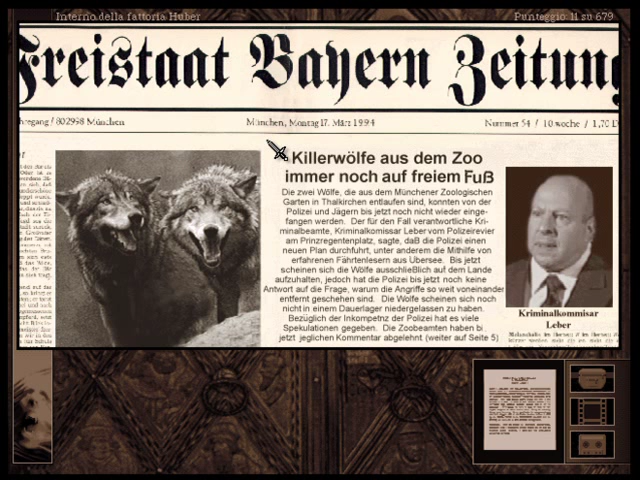 Interno della fattoria Huber
Punteggio: 11 su 679
Freistaat Bayern Zeitung
hregang / 802998 München
München, Montag 17. März 1994
Nummer 54 / 10 woche / 1,70 D
Killerwölfe aus dem Zoo
immer noch auf freiem Fuß
Die zwei Wölfe, die aus dem Münchener Zoologischen
Garten in Thalkirchen entlaufen sind, konnten von der
Polizei und Jägern bis jetzt noch nicht wieder einge-
fangen werden. Der für den Fall verantwortliche Kri-
minalbeamte, Kriminalkomissar Leber vom Polizeirevier
am Prinzregentenplatz, sagte, daß die Polizei einen
neuen Plan durchführt, unter anderem die Mithilfe von
erfahrenen Fährtenlesern aus Übersee. Bis jetzt
scheinen sich die Wölfe ausschließlich auf dem Lande
aufzuhalten, jedoch hat die Polizei bis jetzt noch keine
Antwort auf die Frage, warum die Angriffe so weit voneinander
entfernt geschehen sind. Die Wölfe scheinen sich noch
nicht in einem Dauerlager niedergelassen zu haben.
Bezüglich der Inkompetnz der Polizei hat es viele
Spekulationen gegeben. Die Zoobeamten haben bi
jetzt jeglichen Kommentar abgelehnt. (weiter auf Seite 5)
Kriminalkommisar
Leber